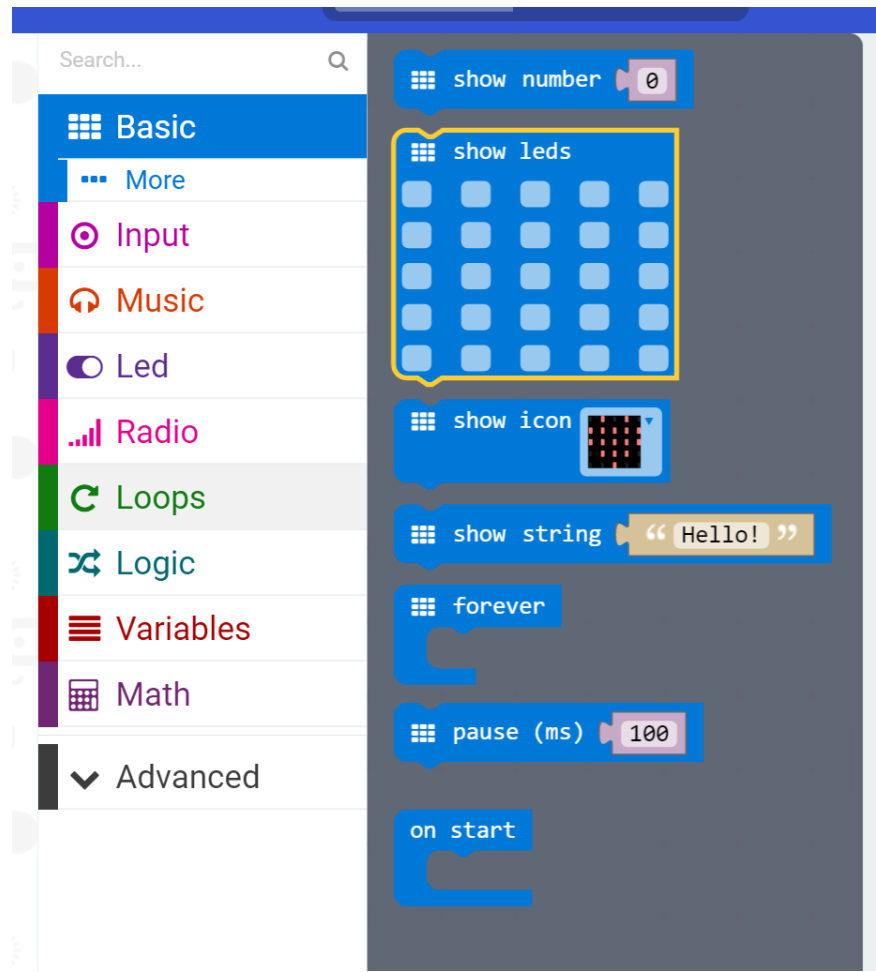 Search...
Basic
More
Input
Music
Led
Radio
Loops
Logic
Variables
Math
Advanced
show number 0
show leds
show icon
show string “ Hello! ”
forever
pause (ms) 100
on start